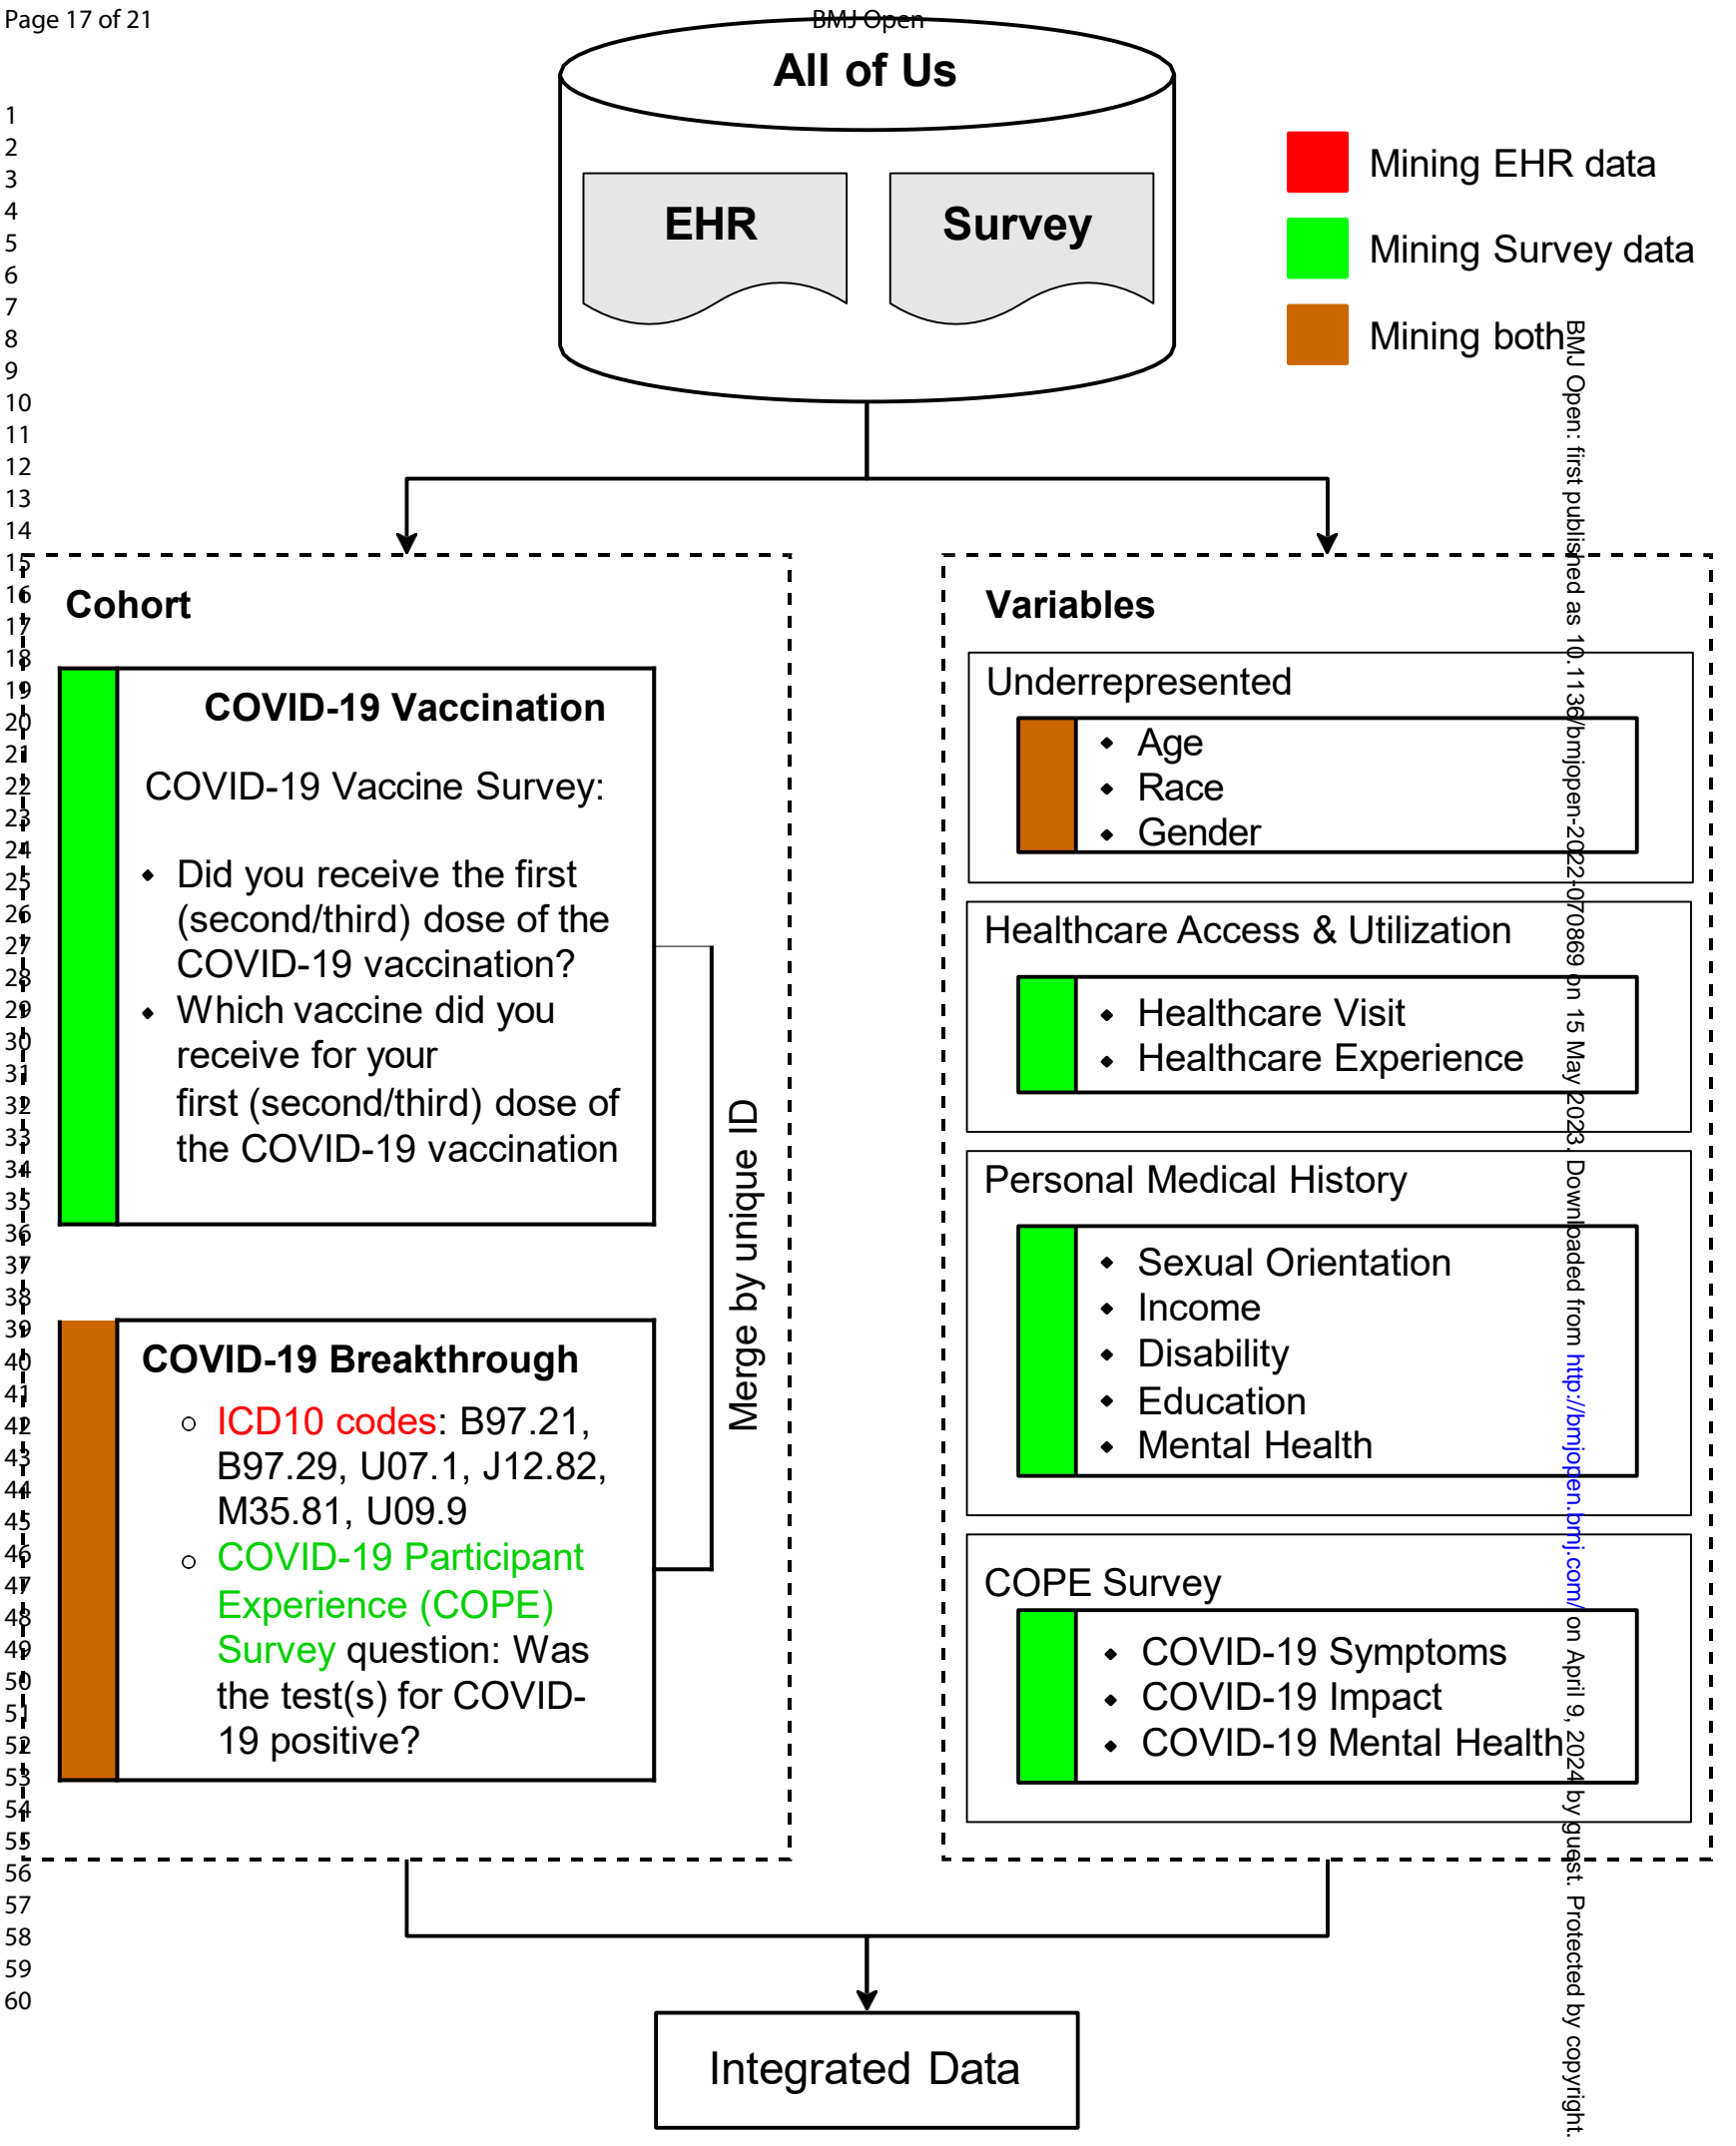 Page 17 of 21
BMJ Open
All of Us
EHR
Survey
Mining EHR data
Mining Survey data
Mining both
1
2
3
4
5
6
7
8
9
10
11
12
13
14
15
16
17
18
19
20
21
22
23
24
25
26
27
28
29
30
31
32
33
34
35
36
37
38
39
40
41
42
43
44
45
46
47
48
49
50
51
52
53
54
55
56
57
58
59
60
Cohort
COVID-19 Vaccination
COVID-19 Vaccine Survey:
• Did you receive the first
(second/third) dose of the
COVID-19 vaccination?
• Which vaccine did you
receive for your
first (second/third) dose of
the COVID-19 vaccination
COVID-19 Breakthrough
○ ICD10 codes: B97.21,
B97.29, U07.1, J12.82,
M35.81, U09.9
○ COVID-19 Participant
Experience (COPE)
Survey question: Was
the test(s) for COVID-
19 positive?
Merge by unique ID
Variables
Underrepresented
• Age
• Race
• Gender
Healthcare Access & Utilization
• Healthcare Visit
• Healthcare Experience
Personal Medical History
• Sexual Orientation
• Income
• Disability
• Education
• Mental Health
COPE Survey
• COVID-19 Symptoms
• COVID-19 Impact
• COVID-19 Mental Health
Integrated Data
BMJ Open: first published as 10.1136/bmjopen-2022-070869 on 15 May 2023. Downloaded from http://bmjopen.bmj.com/ on April 9, 2024 by guest. Protected by copyright.